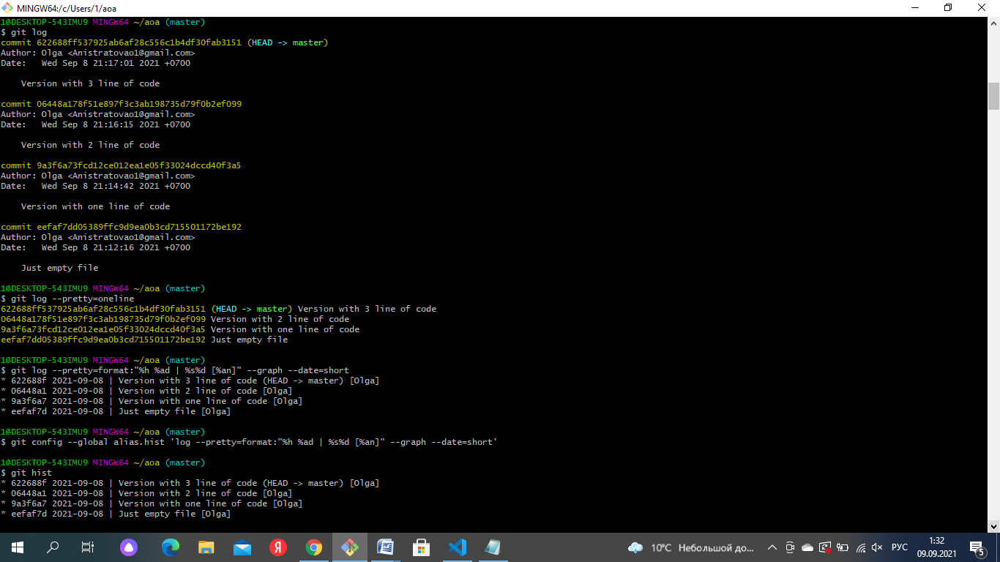 MINGW64:/c/Users/1/aoa
1@DESKTOP-543IMU9 MINGW64 ~/aoa (master)
$ git log
commit 622688ff537925ab6af28c556c1b4df30fab3151 (HEAD -> master)
Author: Olga <Anistratovao1@gmail.com>
Date:   Wed Sep 8 21:17:01 2021 +0700
    Version with 3 line of code
commit 06448a178f51e897f3c3ab198735d79f0b2ef099
Author: Olga <Anistratovao1@gmail.com>
Date:   Wed Sep 8 21:16:15 2021 +0700
    Version with 2 line of code
commit 9a3f6a73fcd12ce012ea1e05f33024dccd40f3a5
Author: Olga <Anistratovao1@gmail.com>
Date:   Wed Sep 8 21:14:42 2021 +0700
    Version with one line of code
commit eefaf7dd05389ffc9d9ea0b3cd715501172be192
Author: Olga <Anistratovao1@gmail.com>
Date:   Wed Sep 8 21:12:16 2021 +0700
    Just empty file
1@DESKTOP-543IMU9 MINGW64 ~/aoa (master)
$ git log --pretty=oneline
622688ff537925ab6af28c556c1b4df30fab3151 (HEAD -> master) Version with 3 line of code
06448a178f51e897f3c3ab198735d79f0b2ef099 Version with 2 line of code
9a3f6a73fcd12ce012ea1e05f33024dccd40f3a5 Version with one line of code
eefaf7dd05389ffc9d9ea0b3cd715501172be192 Just empty file
1@DESKTOP-543IMU9 MINGW64 ~/aoa (master)
$ git log --pretty=format:"%h %ad | %s%d [%an]" --graph --date=short
* 622688f 2021-09-08 | Version with 3 line of code (HEAD -> master) [Olga]
* 06448a1 2021-09-08 | Version with 2 line of code [Olga]
* 9a3f6a7 2021-09-08 | Version with one line of code [Olga]
* eefaf7d 2021-09-08 | Just empty file [Olga]
1@DESKTOP-543IMU9 MINGW64 ~/aoa (master)
$ git config --global alias.hist 'log --pretty=format:"%h %ad | %s%d [%an]" --graph --date=short'
1@DESKTOP-543IMU9 MINGW64 ~/aoa (master)
$ git hist
* 622688f 2021-09-08 | Version with 3 line of code (HEAD -> master) [Olga]
* 06448a1 2021-09-08 | Version with 2 line of code [Olga]
* 9a3f6a7 2021-09-08 | Version with one line of code [Olga]
* eefaf7d 2021-09-08 | Just empty file [Olga]
Я
W
10°C Небольшой до...
РУС
1:32
09.09.2021
5